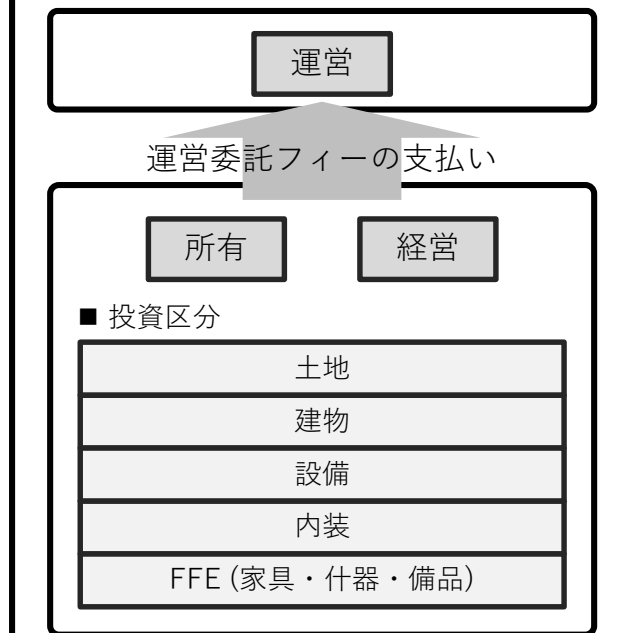 運営
運営委託フィーの支払い
所有
経営
■ 投資区分
土地
建物
設備
内装
FFE (家具・什器・備品)